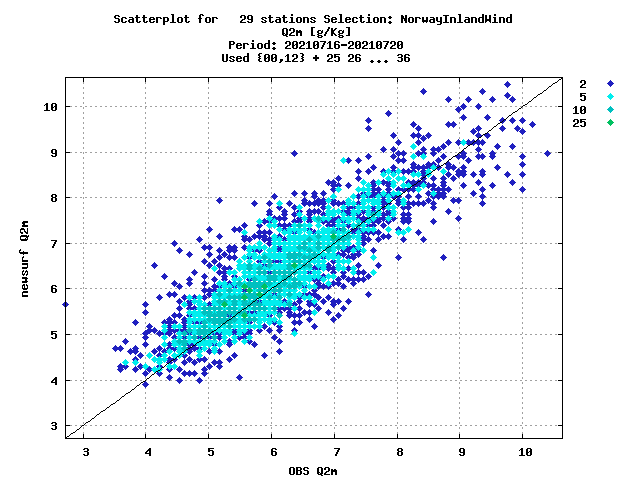 Scatterplot for 29 stations Selection: NorwayInlandWind
Q2m [g/Kg]
Period: 20210716-20210720
Used {00,12} + 25 26 ... 36
2
5
10
25
10
9
8
7
6
5
4
3
newsurf Q2m
3 4 5 6 7 8 9 10
OBS Q2m